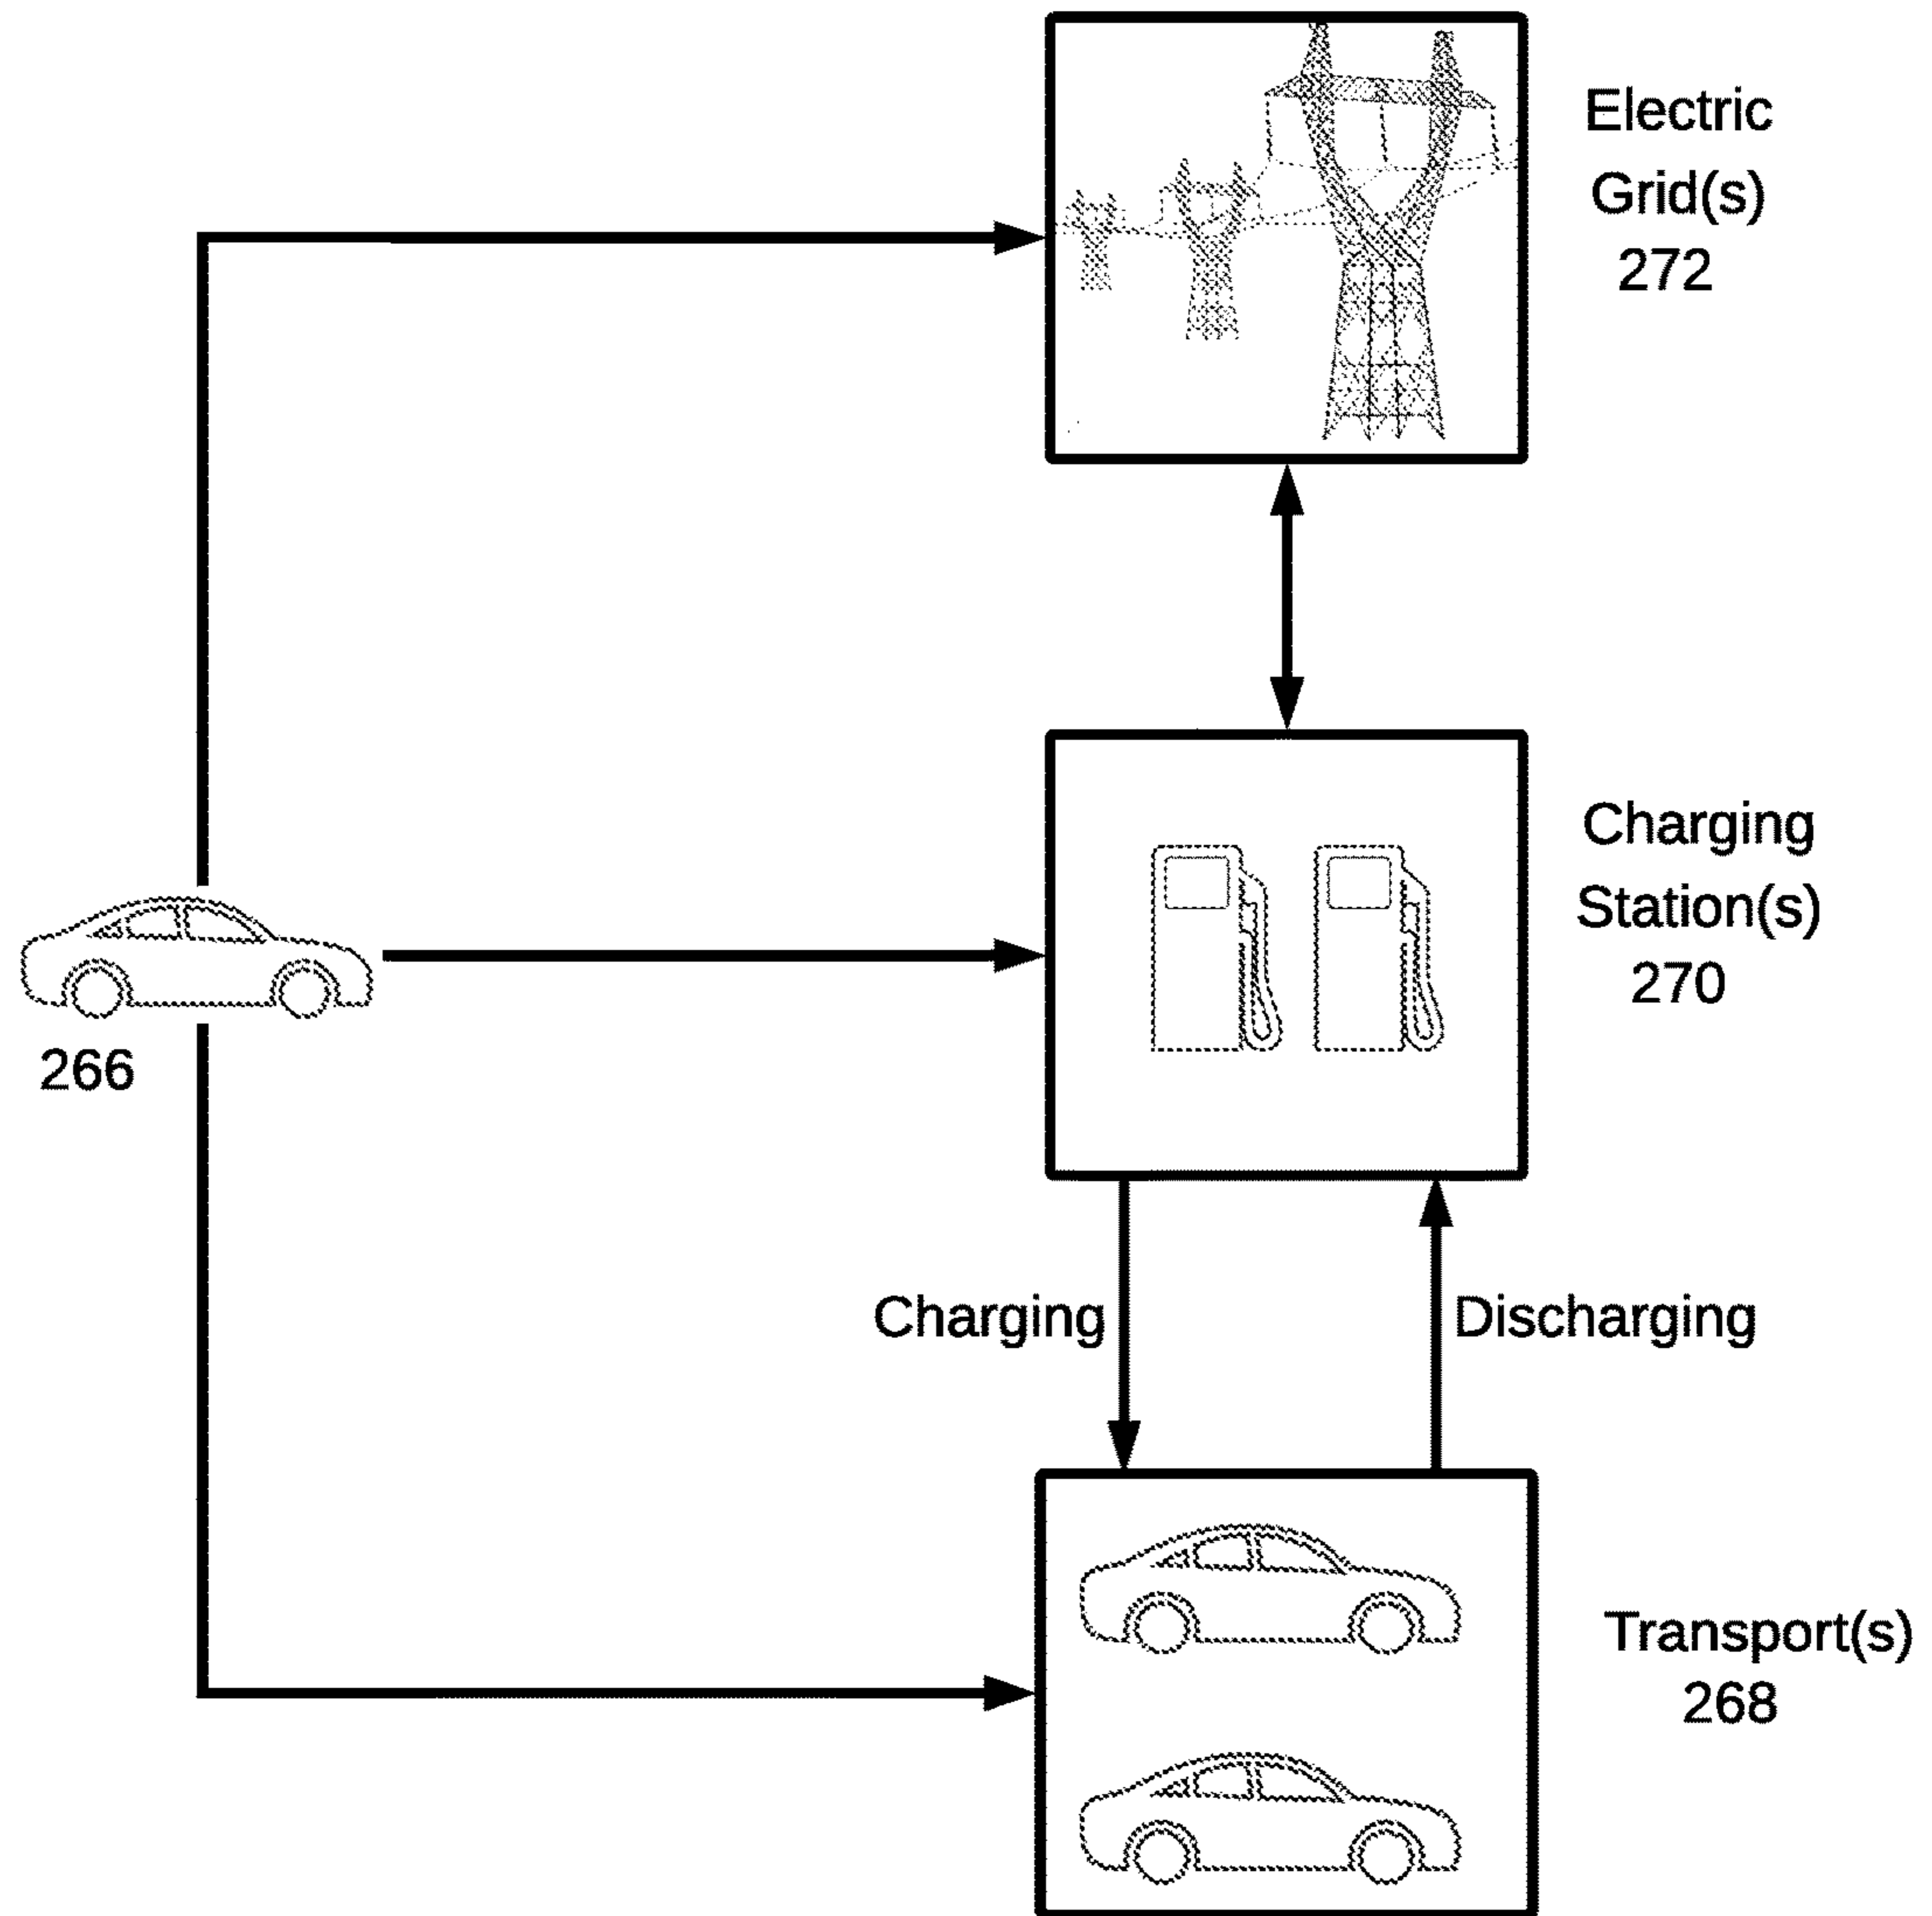 Electric
Grid(s)
272
Charging
Station(s)
270
266
Charging
Discharging
Transport(s)
268